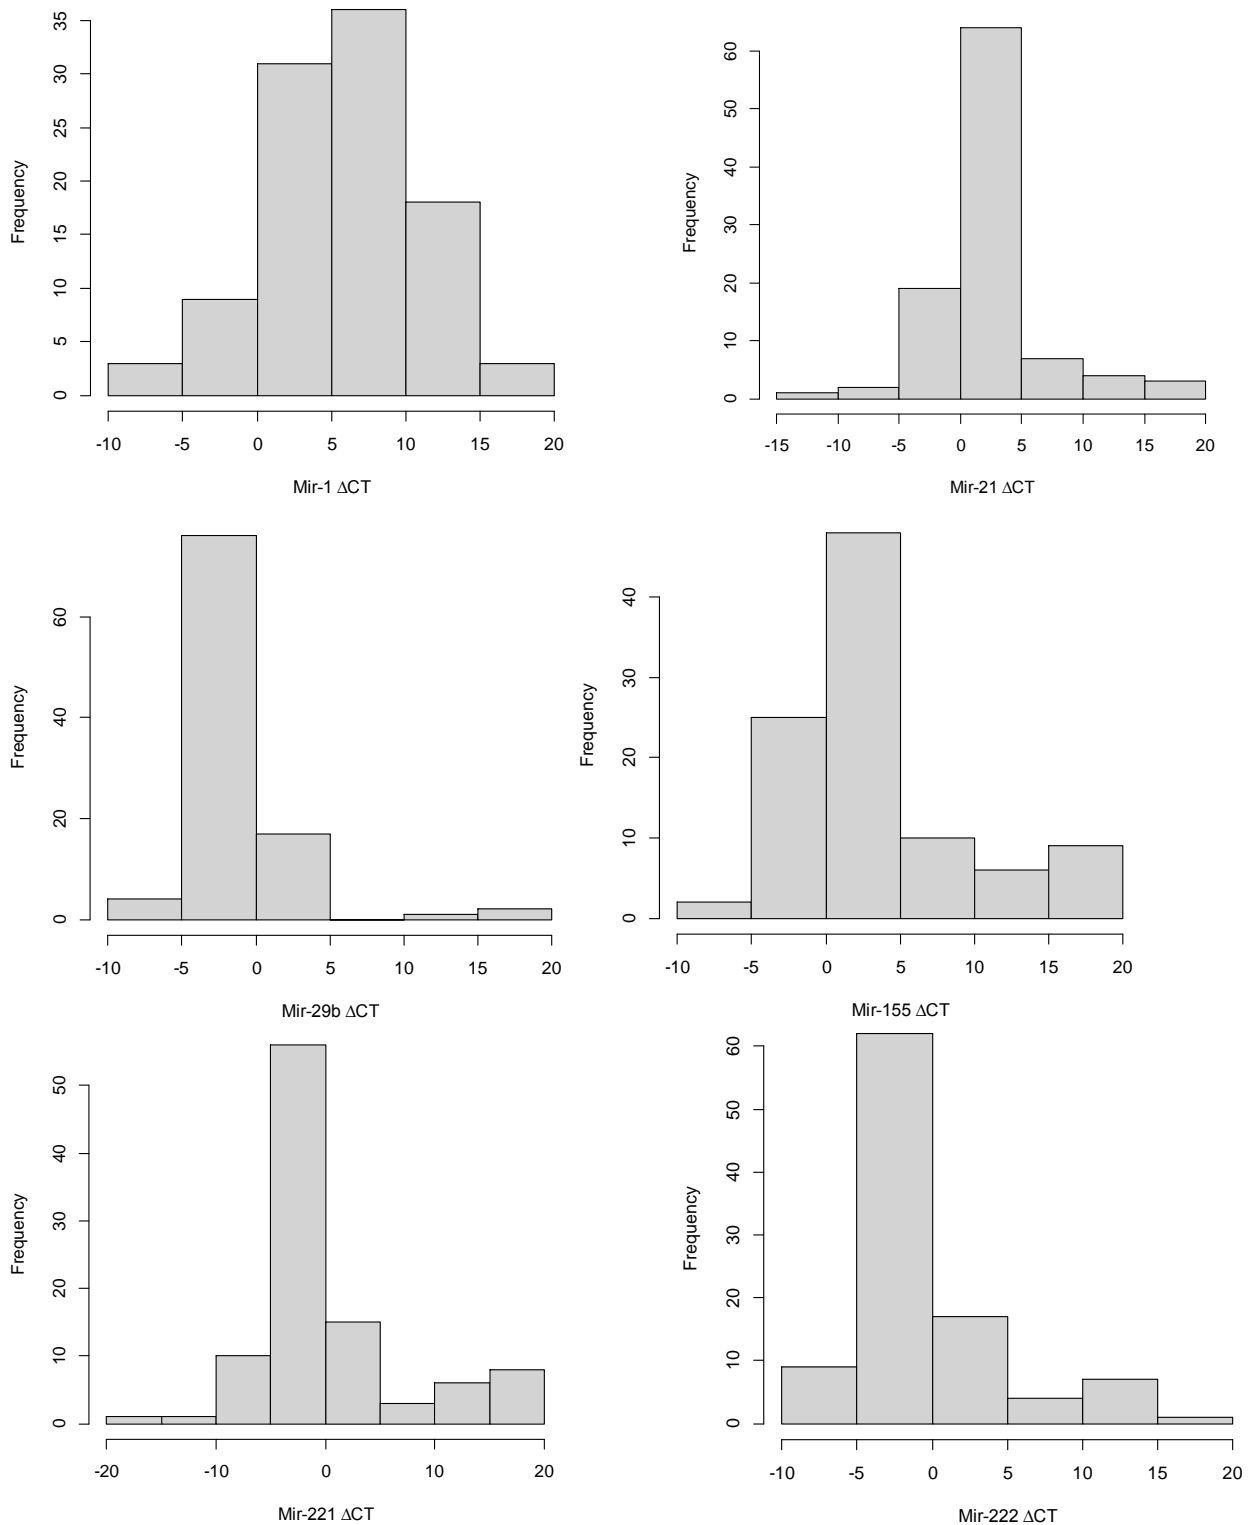 Frequency
35
30
25
20
15
10
5
0
-10 -5 0 5 10 15 20
Mir-1 ΔCT
Frequency
60
50
40
30
20
10
0
-15 -10 -5 0 5 10 15 20
Mir-21 ΔCT
Frequency
60
40
20
0
-10 -5 0 5 10 15 20
Mir-29b ΔCT
Frequency
40
30
20
10
0
-10 -5 0 5 10 15 20
Mir-155 ΔCT
Frequency
50
40
30
20
10
0
-20 -10 0 10 20
Mir-221 ΔCT
Frequency
60
50
40
30
20
10
0
-10 -5 0 5 10 15 20
Mir-222 ΔCT